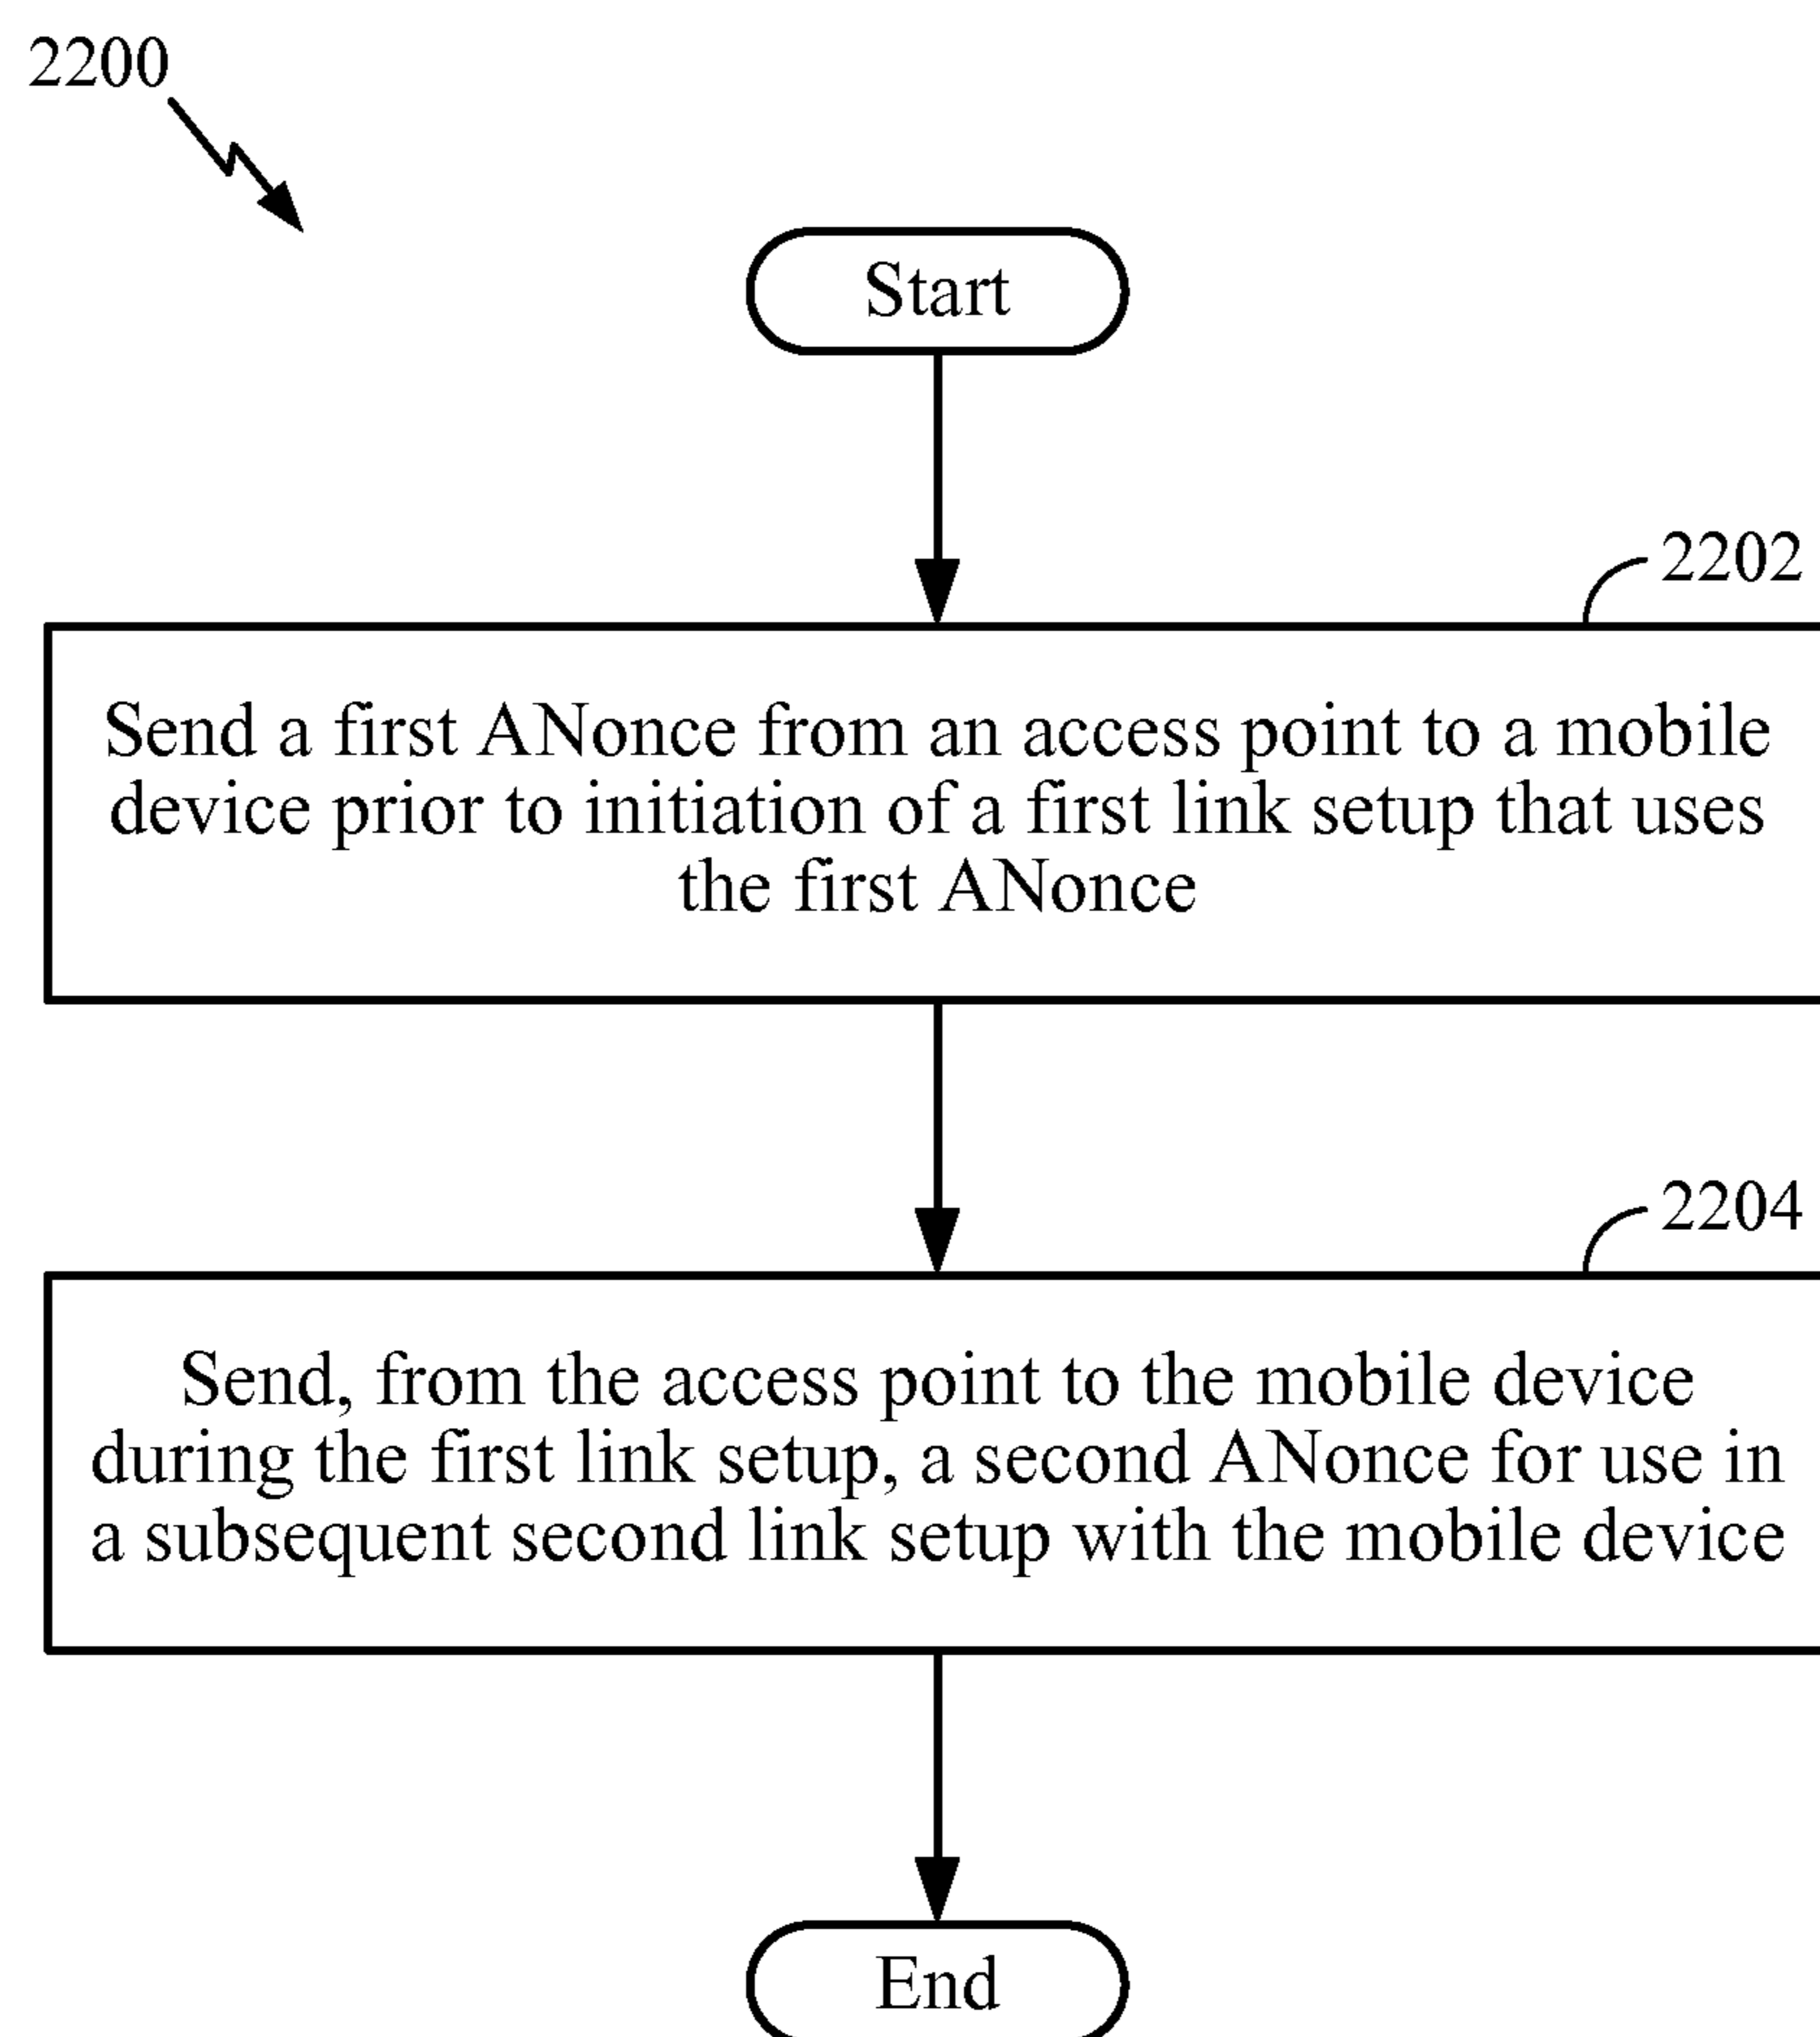 2200
Start
2202
Send a first ANonce from an access point to a mobile
device prior to initiation of a first link setup that uses
the first ANonce
2204
Send, from the access point to the mobile device
during the first link setup, a second ANonce for use in
a subsequent second link setup with the mobile device
End